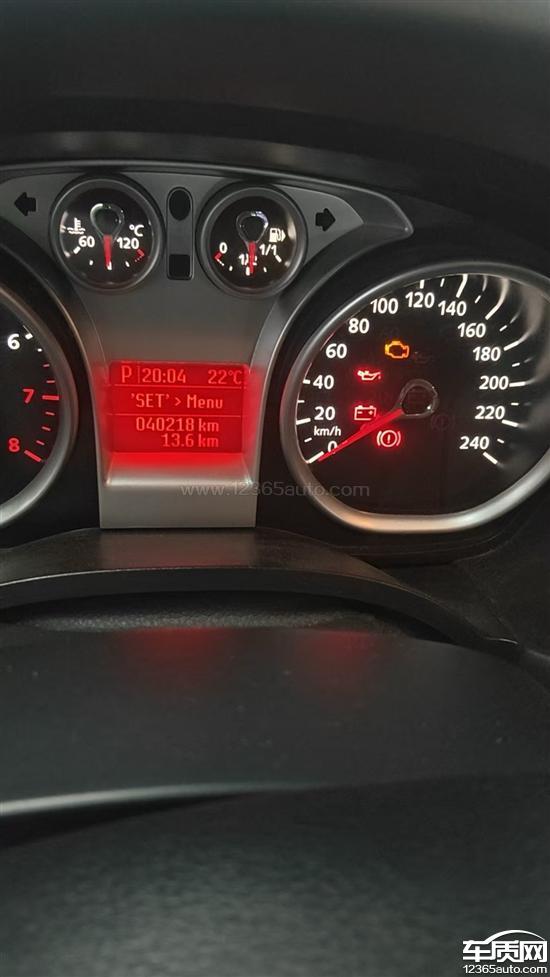 60 120 °C
0 1/2 1/1
6
7
8
P 20:04 22°C
'SET' > Menu
040218 km
13.6 km
0 20 40 60 80 100 120 140 160 180 200 220 240
km/h
www.12365auto.com
车质网
12365auto.com